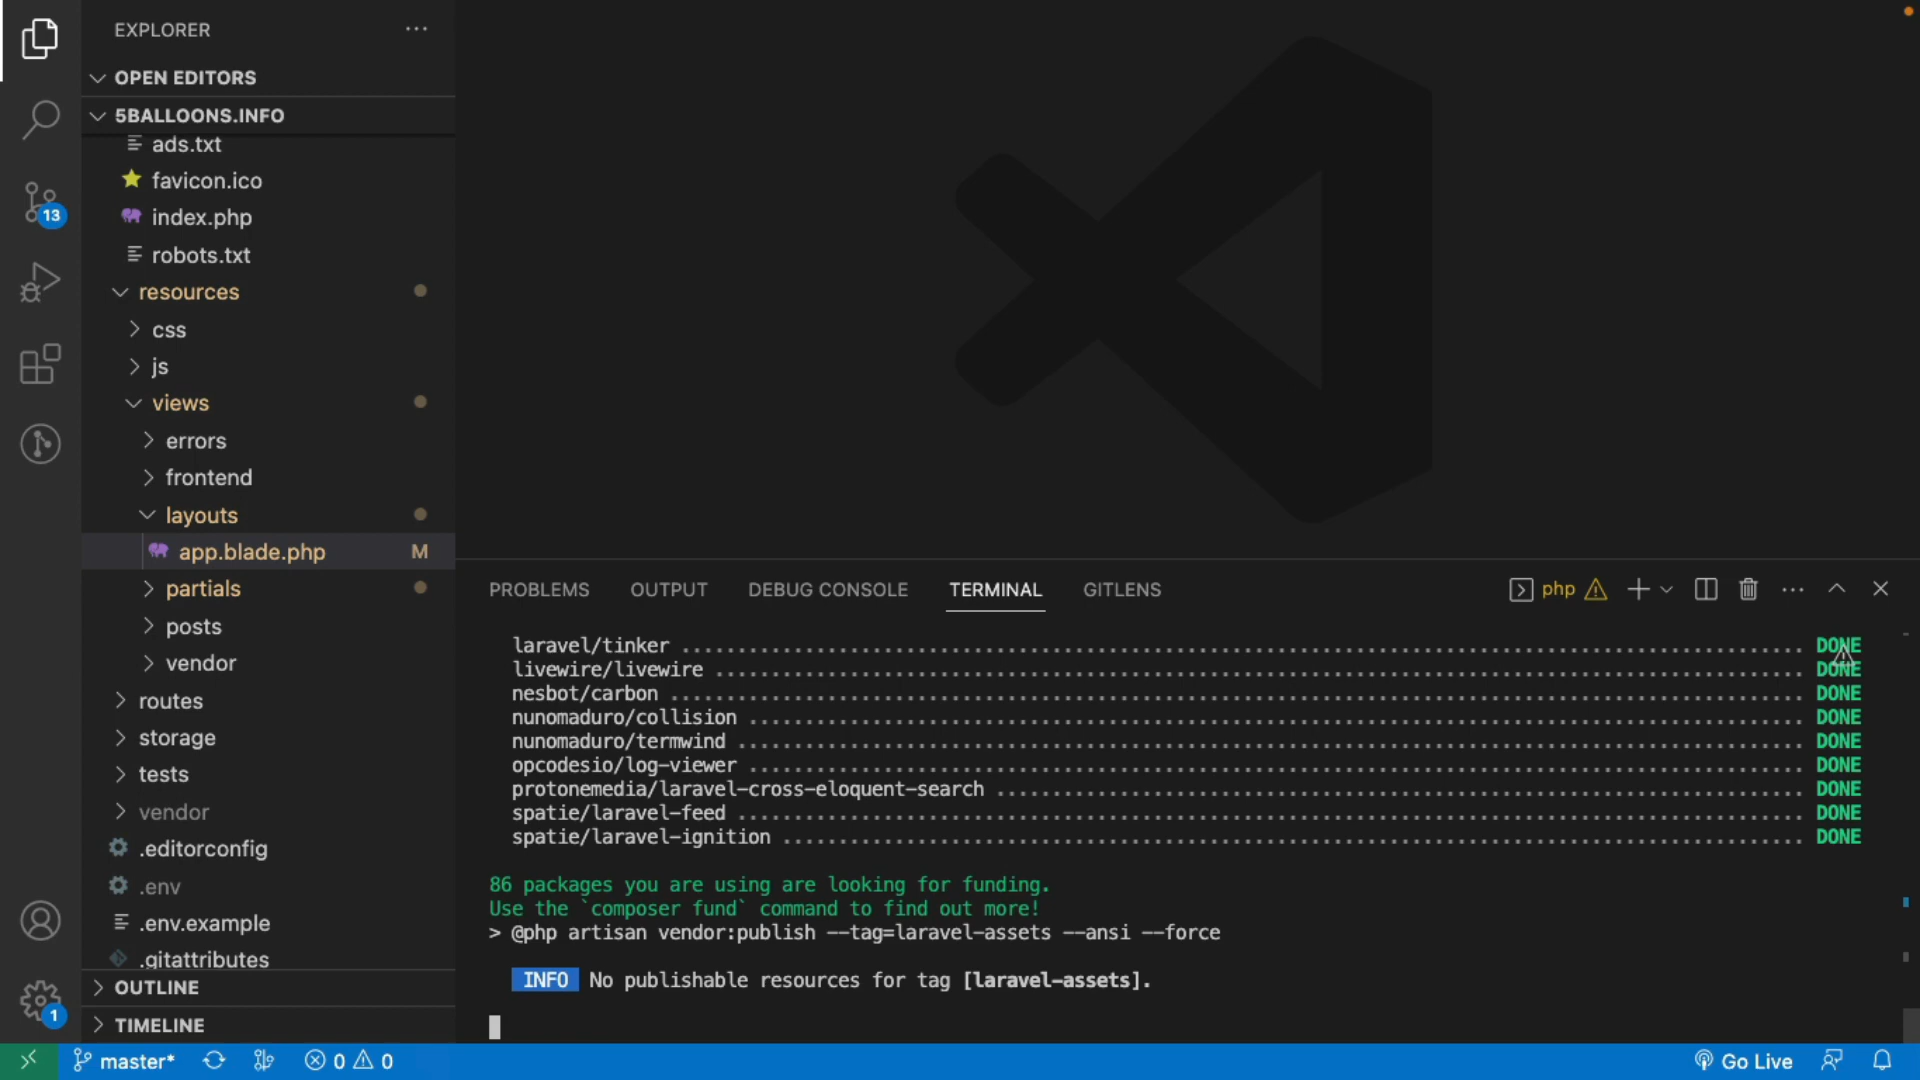 EXPLORER
OPEN EDITORS
5BALLOONS.INFO
ads.txt
favicon.ico
index.php
robots.txt
resources
css
js
views
errors
frontend
layouts
app.blade.php M
partials
posts
vendor
routes
storage
tests
vendor
.editorconfig
.env
.env.example
.gitattributes
OUTLINE
TIMELINE
13
1
PROBLEMS OUTPUT DEBUG CONSOLE TERMINAL GITLENS
php
laravel/tinker ........................................ DONE
livewire/livewire ........................................ DONE
nesbot/carbon ........................................ DONE
nunomaduro/collision ........................................ DONE
nunomaduro/termwind ........................................ DONE
opcodesio/log-viewer ........................................ DONE
protonemedia/laravel-cross-eloquent-search ........................................ DONE
spatie/laravel-feed ........................................ DONE
spatie/laravel-ignition ........................................ DONE
86 packages you are using are looking for funding.
Use the `composer fund` command to find out more!
> @php artisan vendor:publish --tag=laravel-assets --ansi --force
INFO No publishable resources for tag [laravel-assets].
master* 0 0 Go Live